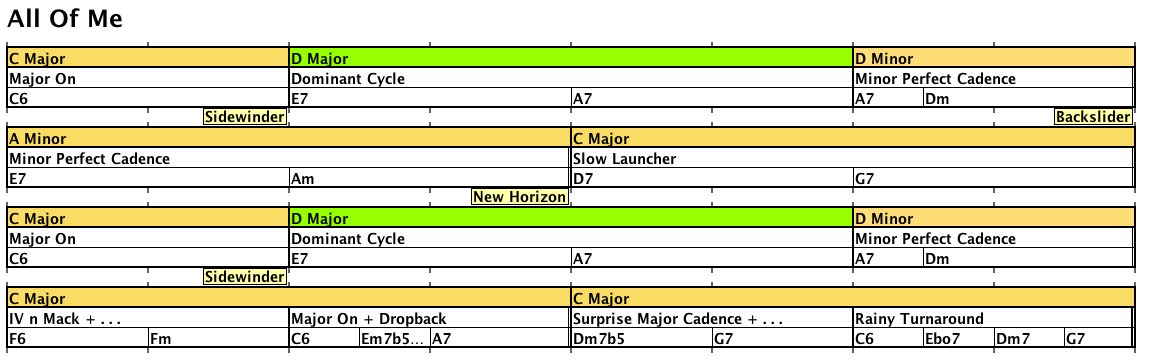 All Of Me
C Major D Major D Minor
Major On Dominant Cycle Minor Perfect Cadence
C6 E7 A7 A7 Dm
Sidewinder Backslider
A Minor C Major
Minor Perfect Cadence Slow Launcher
E7 Am D7 G7
New Horizon
C Major D Major D Minor
Major On Dominant Cycle Minor Perfect Cadence
C6 E7 A7 A7 Dm
Sidewinder
C Major C Major
IV n Mack + . . . Major On + Dropback Surprise Major Cadence + . . . Rainy Turnaround
F6 Fm C6 Em7b5... A7 Dm7b5 G7 C6 Ebo7 Dm7 G7